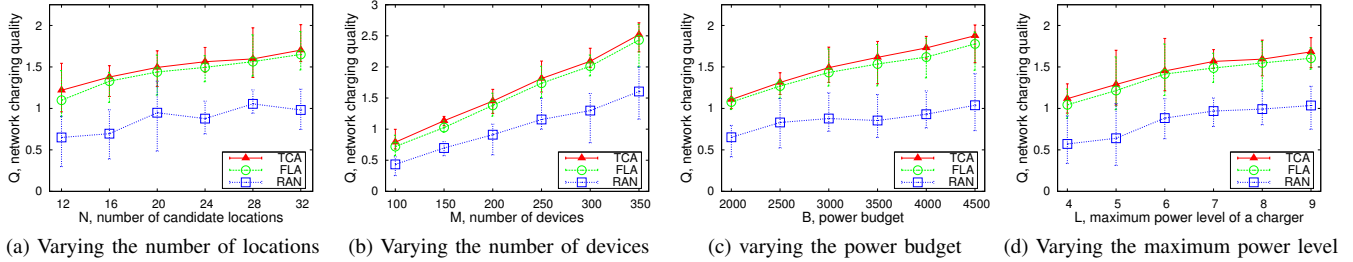 Q, network charging quality
2
1.5
1
0.5
0
12 16 20 24 28 32
N, number of candidate locations
TCA
FLA
RAN
(a) Varying the number of locations
Q, network charging quality
3
2.5
2
1.5
1
0.5
0
100 150 200 250 300 350
M, number of devices
TCA
FLA
RAN
(b) Varying the number of devices
Q, network charging quality
2
1.5
1
0.5
0
2000 2500 3000 3500 4000 4500
B, power budget
TCA
FLA
RAN
(c) varying the power budget
Q, network charging quality
2
1.5
1
0.5
0
4 5 6 7 8 9
L, maximum power level of a charger
TCA
FLA
RAN
(d) Varying the maximum power level